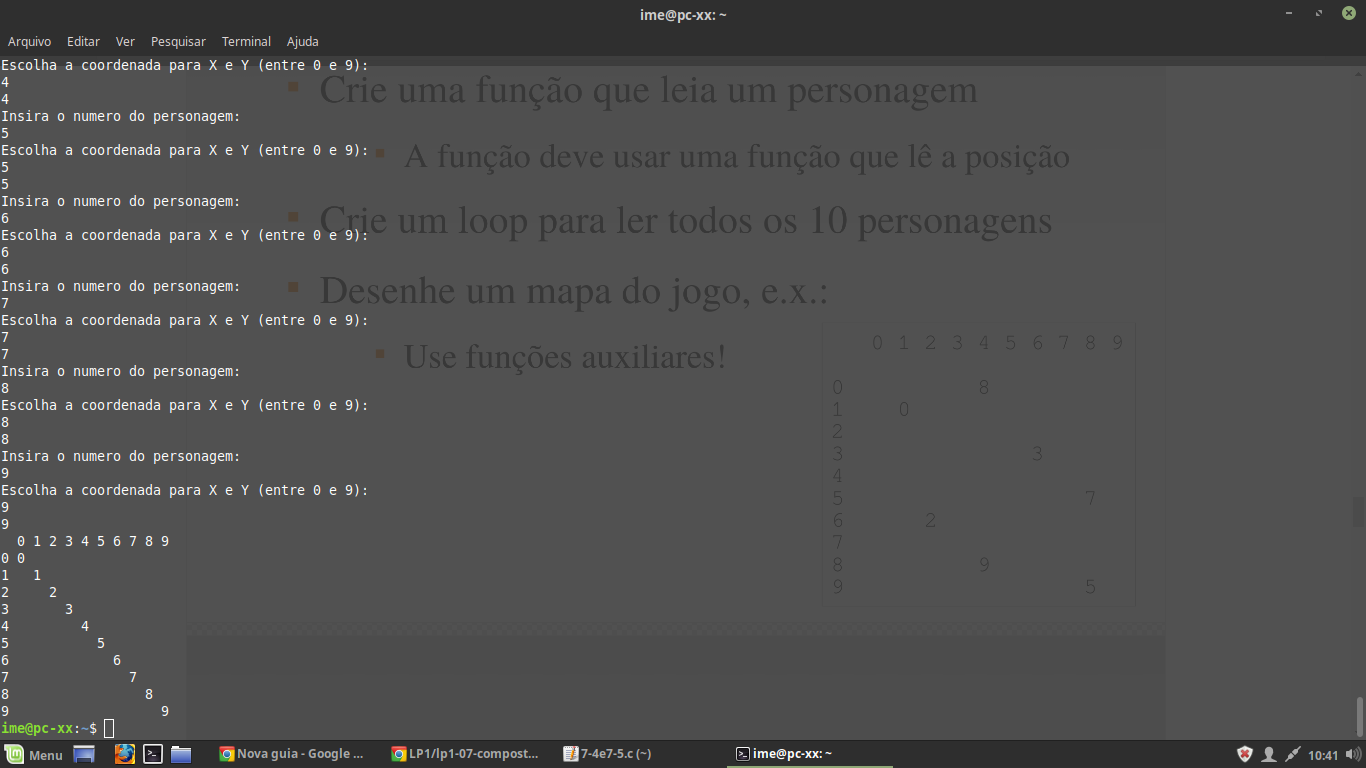 ime@pc-xx: ~
Arquivo Editar Ver Pesquisar Terminal Ajuda
Escolha a coordenada para X e Y (entre 0 e 9):
4
4
Insira o numero do personagem:
5
Escolha a coordenada para X e Y (entre 0 e 9):
5
5
Insira o numero do personagem:
6
Escolha a coordenada para X e Y (entre 0 e 9):
6
6
Insira o numero do personagem:
7
Escolha a coordenada para X e Y (entre 0 e 9):
7
7
Insira o numero do personagem:
8
Escolha a coordenada para X e Y (entre 0 e 9):
8
8
Insira o numero do personagem:
9
Escolha a coordenada para X e Y (entre 0 e 9):
9
9
  0 1 2 3 4 5 6 7 8 9
0 0
1   1
2     2
3       3
4         4
5           5
6             6
7               7
8                 8
9                   9
ime@pc-xx:~$
Crie uma função que leia um personagem
A função deve usar uma função que lê a posição
Crie um loop para ler todos os 10 personagens
Desenhe um mapa do jogo, e.x.:
Use funções auxiliares!
0 1 2 3 4 5 6 7 8 9
0 8
1 0
2
3 3
4
5 7
6 2
7
8 9
9 5
Menu Nova guia - Google ... LP1/lp1-07-compost... 7-4e7-5.c (~) ime@pc-xx: ~ 10:41